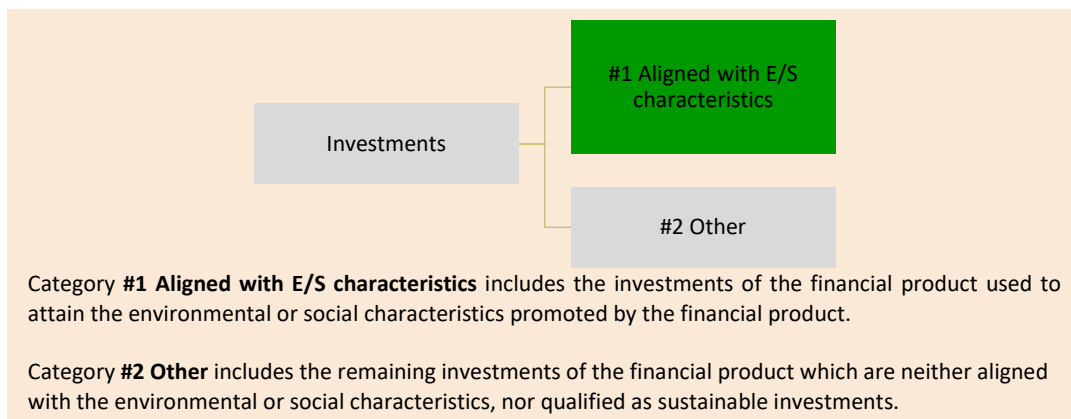 #1 Aligned with E/S
characteristics
Investments
#2 Other
Category #1 Aligned with E/S characteristics includes the investments of the financial product used to
attain the environmental or social characteristics promoted by the financial product.
Category #2 Other includes the remaining investments of the financial product which are neither aligned
with the environmental or social characteristics, nor qualified as sustainable investments.